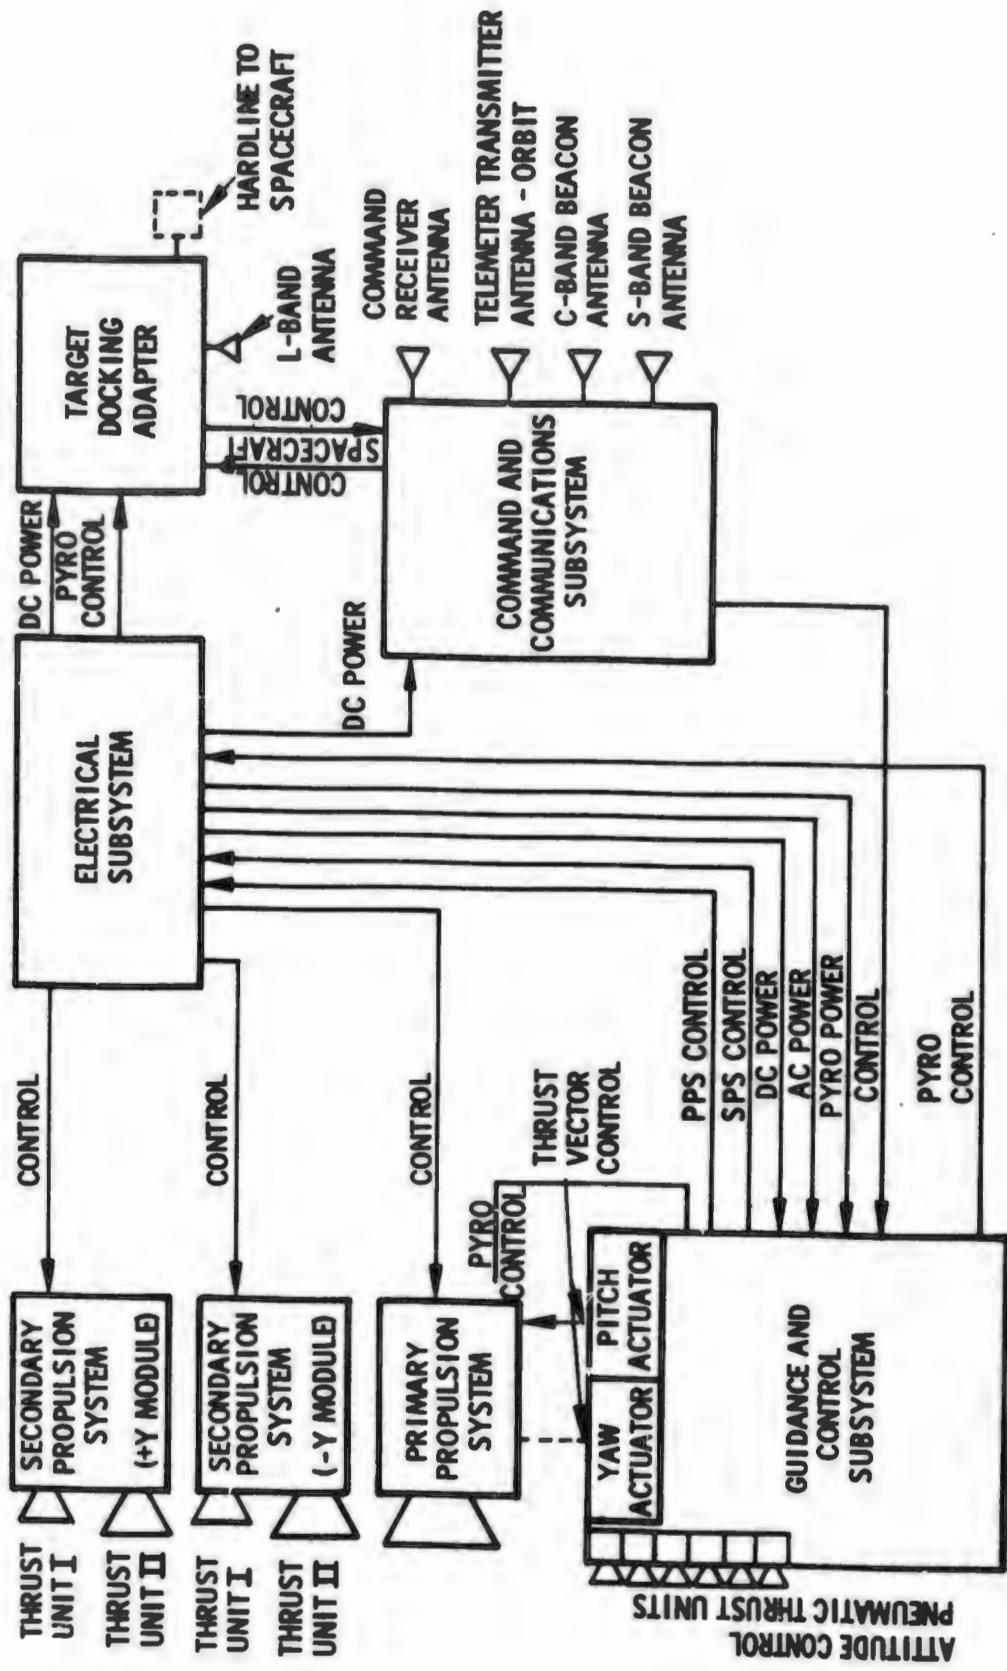 THRUST
UNIT I
THRUST
UNIT II
SECONDARY
PROPULSION
SYSTEM
(+Y MODULE)
CONTROL
ELECTRICAL
SUBSYSTEM
DC POWER
PYRO
CONTROL
TARGET
DOCKING
ADAPTER
HARDLINE TO
SPACECRAFT
L-BAND
ANTENNA
THRUST
UNIT I
THRUST
UNIT II
SECONDARY
PROPULSION
SYSTEM
(-Y MODULE)
CONTROL
CONTROL
SPACECRAFT
CONTROL
DC POWER
COMMAND AND
COMMUNICATIONS
SUBSYSTEM
COMMAND
RECEIVER
ANTENNA
TELEMETER TRANSMITTER
ANTENNA - ORBIT
C-BAND BEACON
ANTENNA
S-BAND BEACON
ANTENNA
PRIMARY
PROPULSION
SYSTEM
CONTROL
PYRO
CONTROL
THRUST
VECTOR
CONTROL
YAW
ACTUATOR
PITCH
ACTUATOR
PPS CONTROL
SPS CONTROL
DC POWER
AC POWER
PYRO POWER
CONTROL
PYRO
CONTROL
GUIDANCE AND
CONTROL
SUBSYSTEM
ATTITUDE CONTROL
PNEUMATIC THRUST UNITS